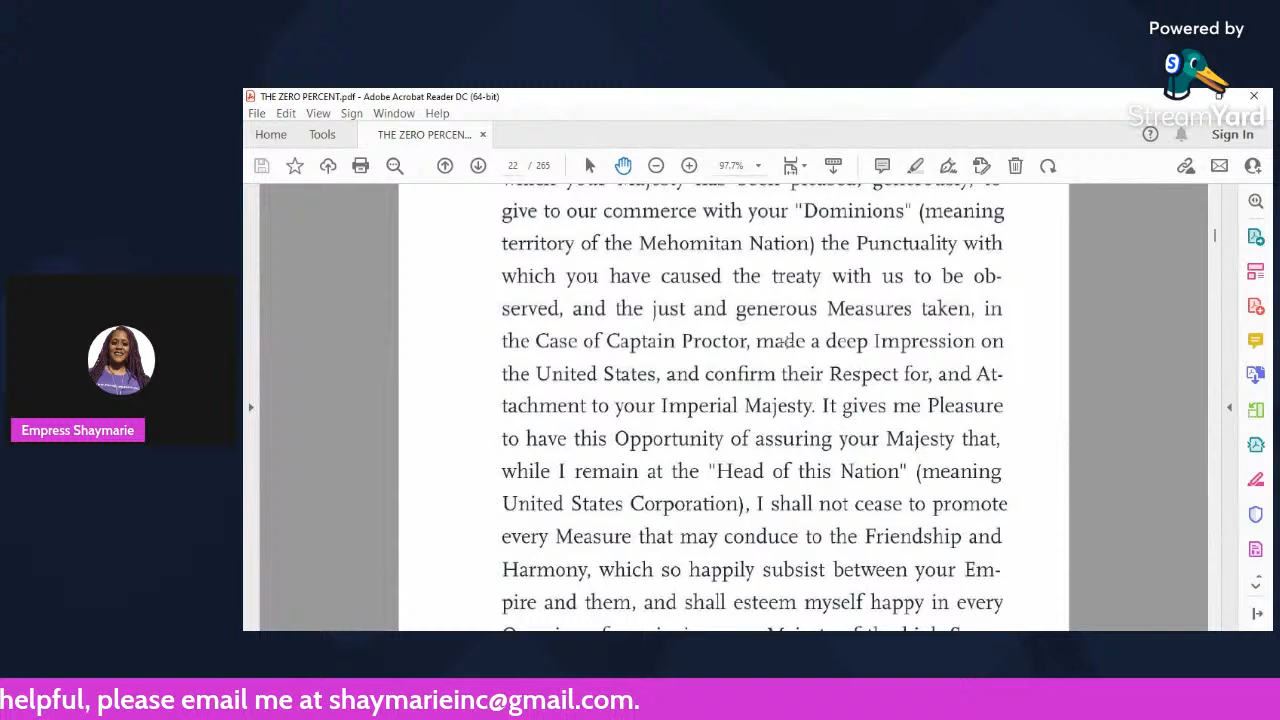 Powered by
StreamYard
THE ZERO PERCENT.pdf - Adobe Acrobat Reader DC (64-bit)
File Edit View Sign Window Help
Home Tools THE ZERO PERCEN... × Sign In
22 / 265 97.7%
which your Majesty has been pleased, generously, to
give to our commerce with your "Dominions" (meaning
territory of the Mehomitan Nation) the Punctuality with
which you have caused the treaty with us to be ob-
served, and the just and generous Measures taken, in
the Case of Captain Proctor, made a deep Impression on
the United States, and confirm their Respect for, and At-
tachment to your Imperial Majesty. It gives me Pleasure
to have this Opportunity of assuring your Majesty that,
while I remain at the "Head of this Nation" (meaning
United States Corporation), I shall not cease to promote
every Measure that may conduce to the Friendship and
Harmony, which so happily subsist between your Em-
pire and them, and shall esteem myself happy in every
Empress Shaymarie
helpful, please email me at shaymarieinc@gmail.com.